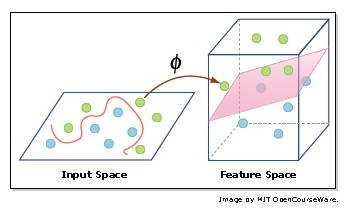 ϕ
Input Space
Feature Space
Image by MIT OpenCourseWare.